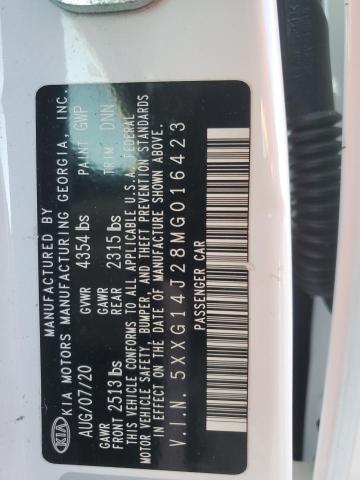 KIA
MANUFACTURED BY
KIA MOTORS MANUFACTURING GEORGIA, INC.
AUG/07/20 GVWR 4354 lbs PAINT GWP
GAWR FRONT 2513 lbs GAWR REAR 2315 lbs TRIM DNN
THIS VEHICLE CONFORMS TO ALL APPLICABLE U.S.A. FEDERAL
MOTOR VEHICLE SAFETY, BUMPER, AND THEFT PREVENTION STANDARDS
IN EFFECT ON THE DATE OF MANUFACTURE SHOWN ABOVE.
V.I.N. 5XXG14J28MG016423
PASSENGER CAR